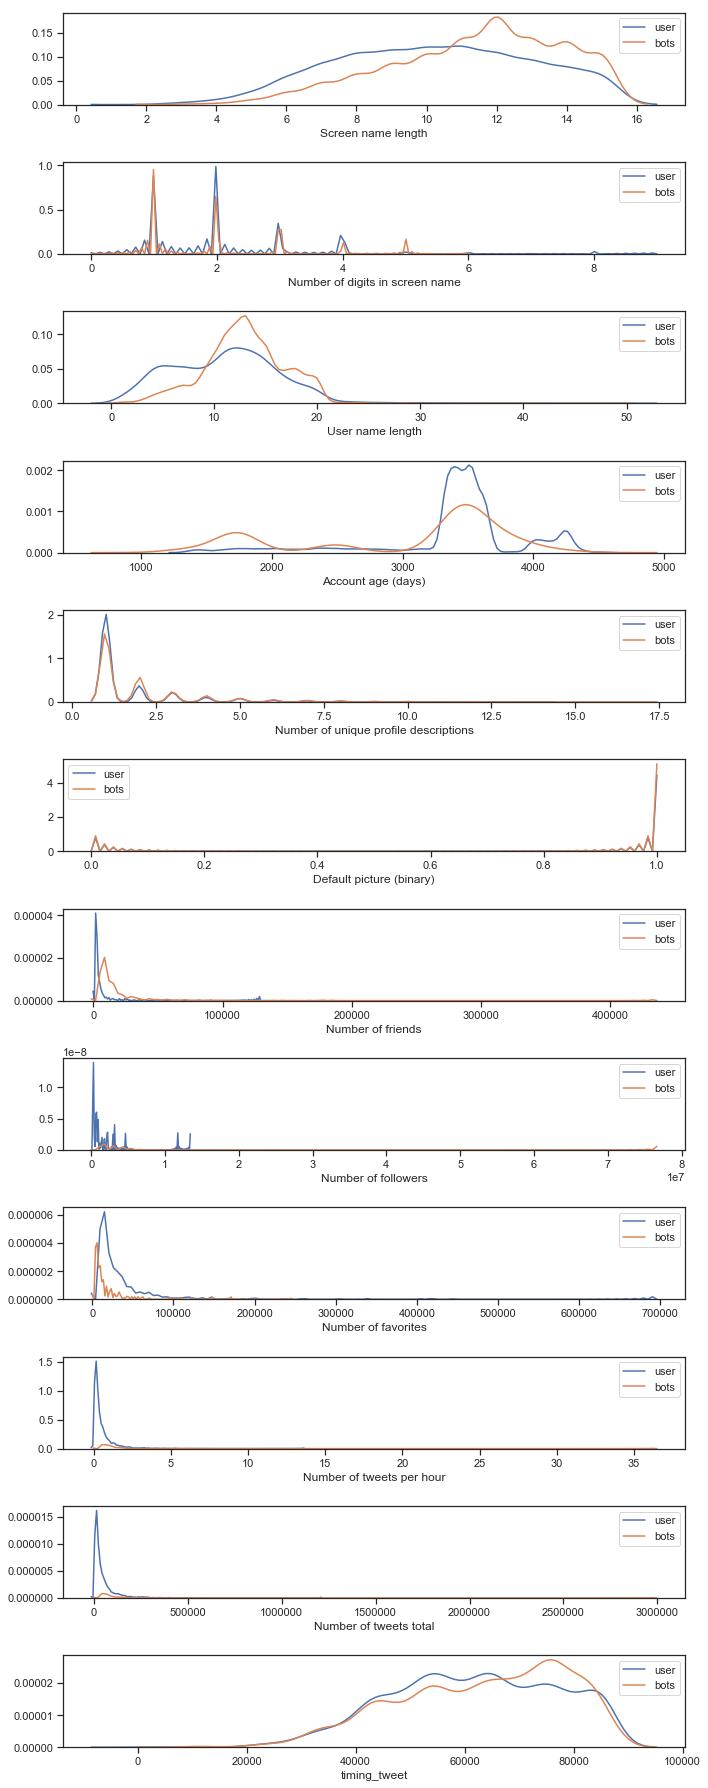 0.15
0.10
0.05
0.00
user
bots
0 2 4 6 8 10 12 14 16
Screen name length
1.0
0.5
0.0
user
bots
0 2 4 6 8
Number of digits in screen name
0.10
0.05
0.00
user
bots
0 10 20 30 40 50
User name length
0.002
0.001
0.000
user
bots
1000 2000 3000 4000 5000
Account age (days)
2
1
0
user
bots
0.0 2.5 5.0 7.5 10.0 12.5 15.0 17.5
Number of unique profile descriptions
4
2
0
user
bots
0.0 0.2 0.4 0.6 0.8 1.0
Default picture (binary)
0.00004
0.00002
0.00000
user
bots
0 100000 200000 300000 400000
Number of friends
1e−8
1.0
0.5
0.0
user
bots
0 1 2 3 4 5 6 7 8
Number of followers
1e7
0.000006
0.000004
0.000002
0.000000
user
bots
0 100000 200000 300000 400000 500000 600000 700000
Number of favorites
1.5
1.0
0.5
0.0
user
bots
0 5 10 15 20 25 30 35
Number of tweets per hour
0.000015
0.000010
0.000005
0.000000
user
bots
0 500000 1000000 1500000 2000000 2500000 3000000
Number of tweets total
0.00002
0.00001
0.00000
user
bots
0 20000 40000 60000 80000 100000
timing_tweet